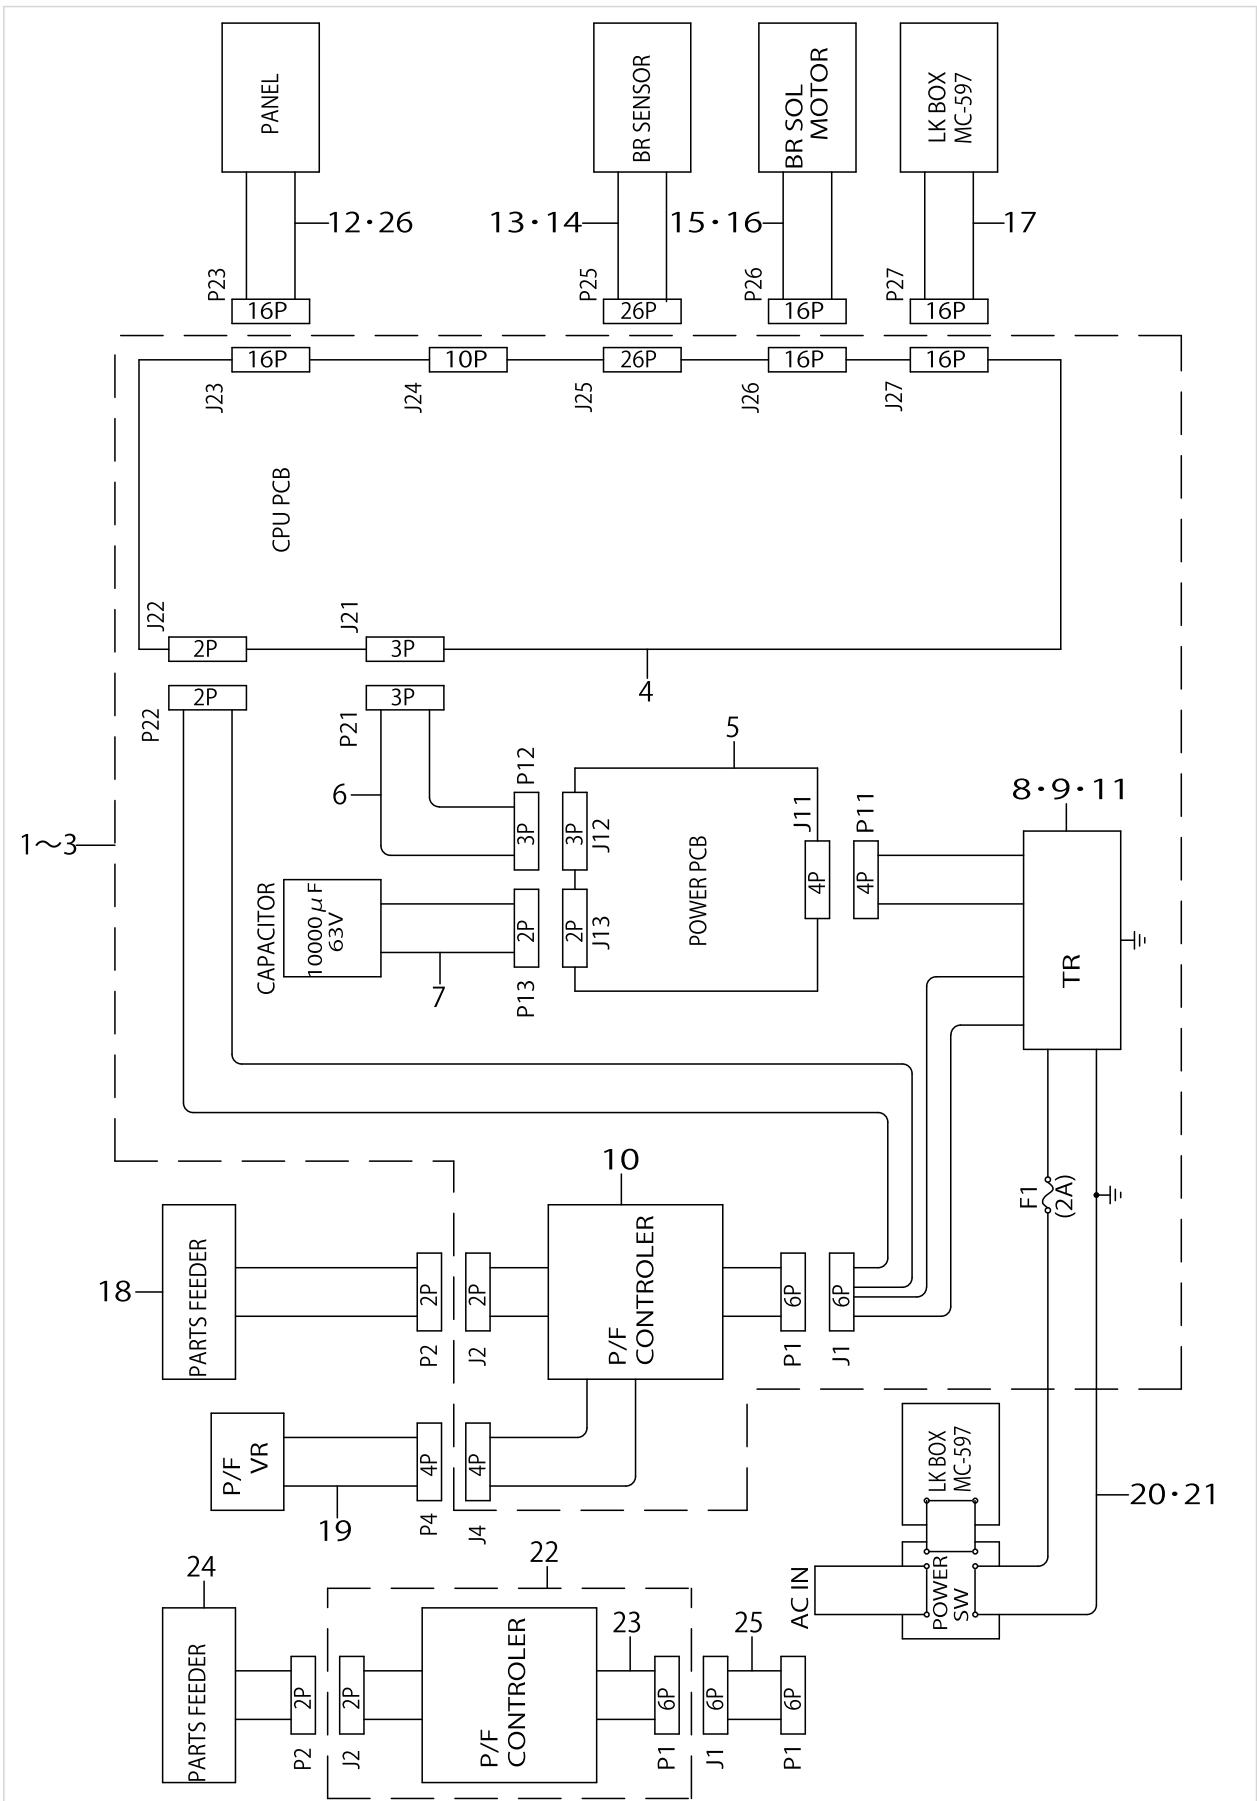 PANEL
BR SENSOR
BR SOL
MOTOR
LK BOX
MC-597
12・26
13・14
15・16
17
P23
P25
P26
P27
16P
26P
16P
16P
16P
10P
26P
16P
16P
J23
J24
J25
J26
J27
CPU PCB
J22
J21
2P
3P
4
2P
3P
P22
P21
5
6
P12
3P
3P
J12
J11
P11
8・9・11
1～3
CAPACITOR
10000μF
63V
POWER PCB
4P
4P
2P
2P
J13
P13
7
TR
10
F1
(2A)
18
PARTS FEEDER
2P
2P
P2
J2
P/F
CONTROLER
6P
6P
P1
J1
P/F
VR
4P
4P
P4
J4
19
LK BOX
MC-597
20・21
AC IN
POWER
SW
24
22
23
25
PARTS FEEDER
2P
2P
P2
J2
P/F
CONTROLER
6P
6P
6P
P1
J1
P1